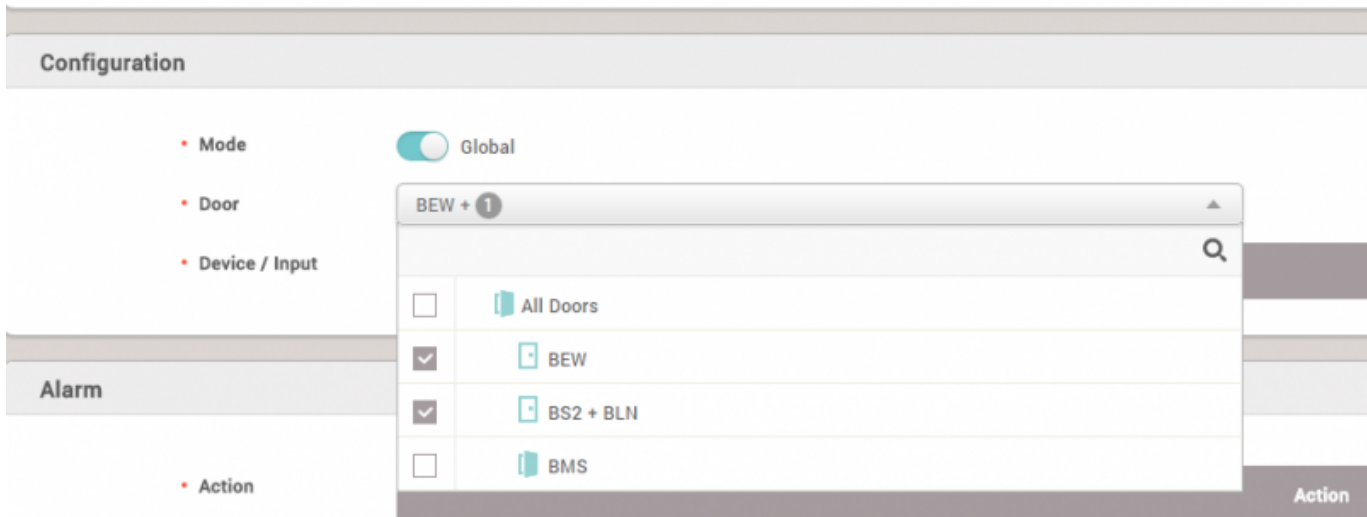 Configuration
• Mode
Global
• Door
BEW + 1
• Device / Input
All Doors
BEW
BS2 + BLN
BMS
Alarm
• Action
Action